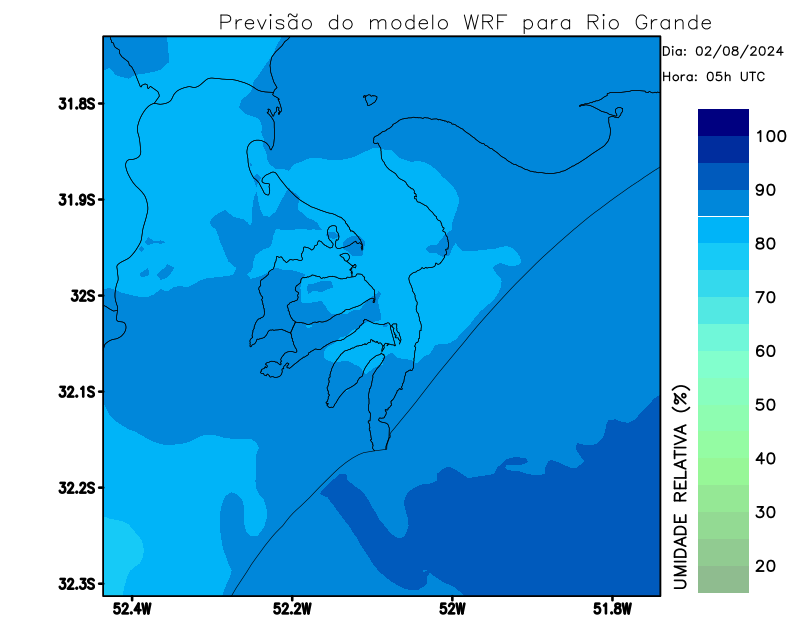 Previsão do modelo WRF para Rio Grande
Dia: 02/08/2024
Hora: 05h UTC
31.8S
31.9S
32S
32.1S
32.2S
32.3S
52.4W
52.2W
52W
51.8W
100
90
80
70
60
50
40
30
20
UMIDADE RELATIVA (%)